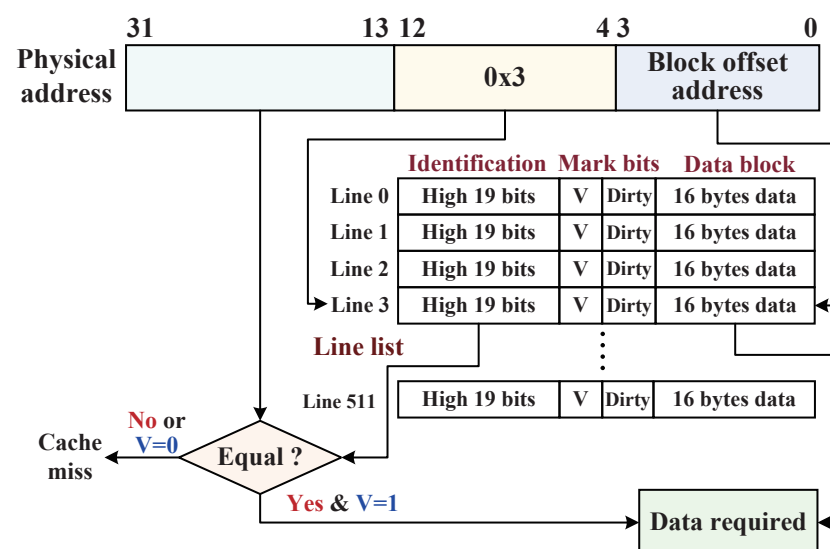 31 13 12 4 3 0
Physical address
0x3
Block offset address
Identification Mark bits Data block
Line 0 High 19 bits V Dirty 16 bytes data
Line 1 High 19 bits V Dirty 16 bytes data
Line 2 High 19 bits V Dirty 16 bytes data
Line 3 High 19 bits V Dirty 16 bytes data
Line list
Line 511 High 19 bits V Dirty 16 bytes data
No or
V=0
Cache miss
Equal ?
Yes & V=1
Data required